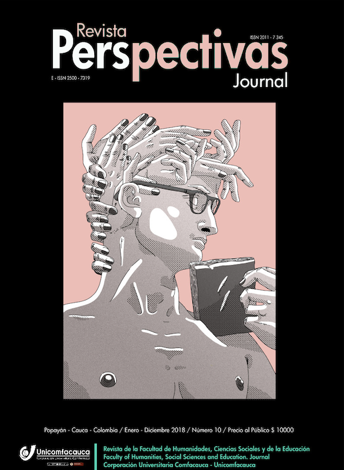 Revista
ISSN 2011 - 7 345
Perspectivas
E - ISSN 2500 - 7319
Journal
Popayán - Cauca - Colombia / Enero - Diciembre 2018 / Número 10 / Precio al Público $ 10000
Unicomfacauca
Revista de la Facultad de Humanidades, Ciencias Sociales y de la Educación
Faculty of Humanities, Social Sciences and Education. Journal
Corporación Universitaria Comfacauca - Unicomfacauca